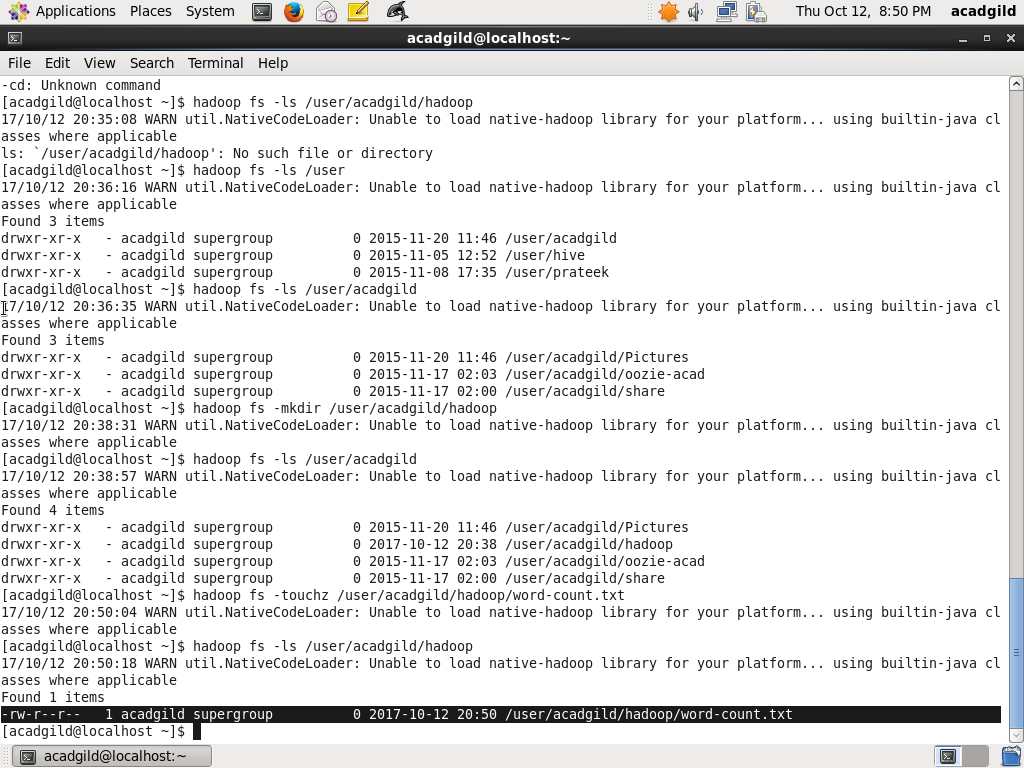 Applications Places System Thu Oct 12, 8:50 PM acadgild
acadgild@localhost:~
File Edit View Search Terminal Help
-cd: Unknown command
[acadgild@localhost ~]$ hadoop fs -ls /user/acadgild/hadoop
17/10/12 20:35:08 WARN util.NativeCodeLoader: Unable to load native-hadoop library for your platform... using builtin-java cl
asses where applicable
ls: `/user/acadgild/hadoop': No such file or directory
[acadgild@localhost ~]$ hadoop fs -ls /user
17/10/12 20:36:16 WARN util.NativeCodeLoader: Unable to load native-hadoop library for your platform... using builtin-java cl
asses where applicable
Found 3 items
drwxr-xr-x   - acadgild supergroup          0 2015-11-20 11:46 /user/acadgild
drwxr-xr-x   - acadgild supergroup          0 2015-11-05 12:52 /user/hive
drwxr-xr-x   - acadgild supergroup          0 2015-11-08 17:35 /user/prateek
[acadgild@localhost ~]$ hadoop fs -ls /user/acadgild
17/10/12 20:36:35 WARN util.NativeCodeLoader: Unable to load native-hadoop library for your platform... using builtin-java cl
asses where applicable
Found 3 items
drwxr-xr-x   - acadgild supergroup          0 2015-11-20 11:46 /user/acadgild/Pictures
drwxr-xr-x   - acadgild supergroup          0 2015-11-17 02:03 /user/acadgild/oozie-acad
drwxr-xr-x   - acadgild supergroup          0 2015-11-17 02:00 /user/acadgild/share
[acadgild@localhost ~]$ hadoop fs -mkdir /user/acadgild/hadoop
17/10/12 20:38:31 WARN util.NativeCodeLoader: Unable to load native-hadoop library for your platform... using builtin-java cl
asses where applicable
[acadgild@localhost ~]$ hadoop fs -ls /user/acadgild
17/10/12 20:38:57 WARN util.NativeCodeLoader: Unable to load native-hadoop library for your platform... using builtin-java cl
asses where applicable
Found 4 items
drwxr-xr-x   - acadgild supergroup          0 2015-11-20 11:46 /user/acadgild/Pictures
drwxr-xr-x   - acadgild supergroup          0 2017-10-12 20:38 /user/acadgild/hadoop
drwxr-xr-x   - acadgild supergroup          0 2015-11-17 02:03 /user/acadgild/oozie-acad
drwxr-xr-x   - acadgild supergroup          0 2015-11-17 02:00 /user/acadgild/share
[acadgild@localhost ~]$ hadoop fs -touchz /user/acadgild/hadoop/word-count.txt
17/10/12 20:50:04 WARN util.NativeCodeLoader: Unable to load native-hadoop library for your platform... using builtin-java cl
asses where applicable
[acadgild@localhost ~]$ hadoop fs -ls /user/acadgild/hadoop
17/10/12 20:50:18 WARN util.NativeCodeLoader: Unable to load native-hadoop library for your platform... using builtin-java cl
asses where applicable
Found 1 items
-rw-r--r--   1 acadgild supergroup          0 2017-10-12 20:50 /user/acadgild/hadoop/word-count.txt
[acadgild@localhost ~]$
acadgild@localhost:~